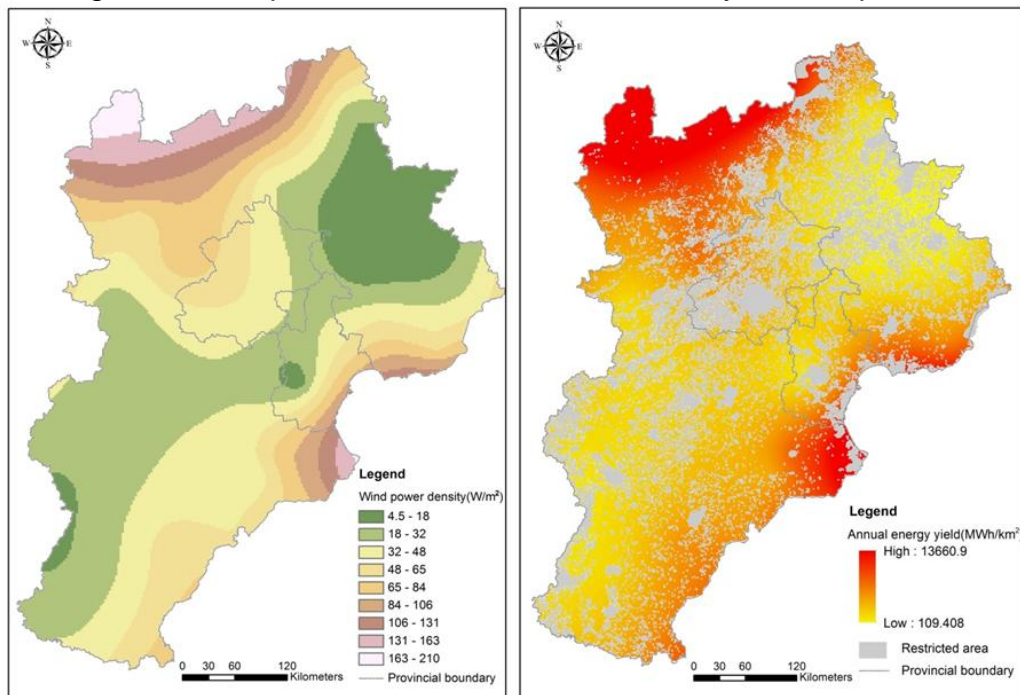 N
W E
S
Legend
Wind power density(W/m²)
4.5 - 18
18 - 32
32 - 48
48 - 65
65 - 84
84 - 106
106 - 131
131 - 163
163 - 210
Provincial boundary
0 30 60 120
Kilometers
N
W E
S
Legend
Annual energy yield(MWh/km²)
High : 13660.9
Low : 109.408
Restricted area
Provincial boundary
0 30 60 120
Kilometers